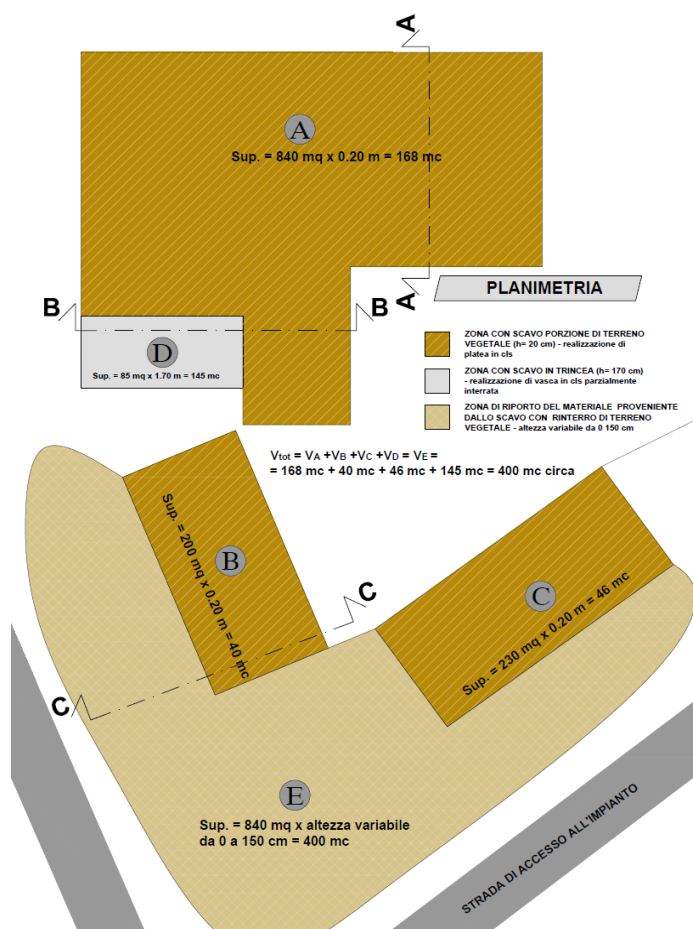 A
A
Sup. = 840 mq x 0.20 m = 168 mc
A
PLANIMETRIA
B
B
D
Sup. = 85 mq x 1.70 m = 145 mc
ZONA CON SCAVO PORZIONE DI TERRENO
VEGETALE (h= 20 cm) - realizzazione di
platea in cls
ZONA CON SCAVO IN TRINCEA (h= 170 cm)
- realizzazione di vasca in cls parzialmente
interrata
ZONA DI RIPORTO DEL MATERIALE PROVENIENTE
DALLO SCAVO CON RINTERRO DI TERRENO
VEGETALE - altezza variabile da 0 150 cm
Vtot = VA +VB +VC +VD = VE =
= 168 mc + 40 mc + 46 mc + 145 mc = 400 mc circa
B
Sup. = 200 mq x 0.20 m = 40 mc
C
C
Sup. = 230 mq x 0.20 m = 46 mc
C
E
Sup. = 840 mq x altezza variabile
da 0 a 150 cm = 400 mc
STRADA DI ACCESSO ALL'IMPIANTO